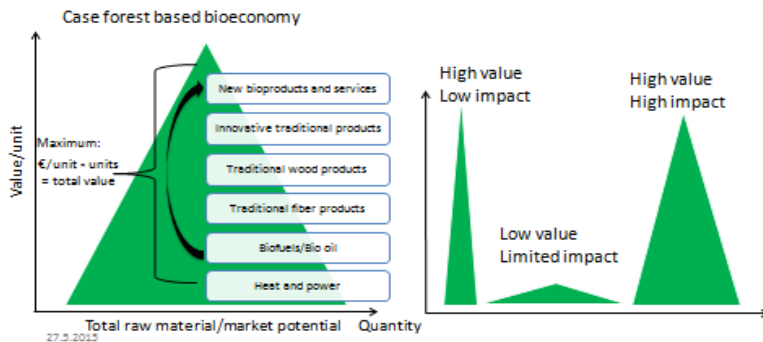 Case forest based bioeconomy
Value/unit
New bioproducts and services
Innovative traditional products
Traditional wood products
Traditional fiber products
Biofuels/Bio oil
Heat and power
Maximum:
€/unit * units
= total value
Total raw material/market potential
Quantity
27.5.2015
High value
Low impact
Low value
Limited impact
High value
High impact